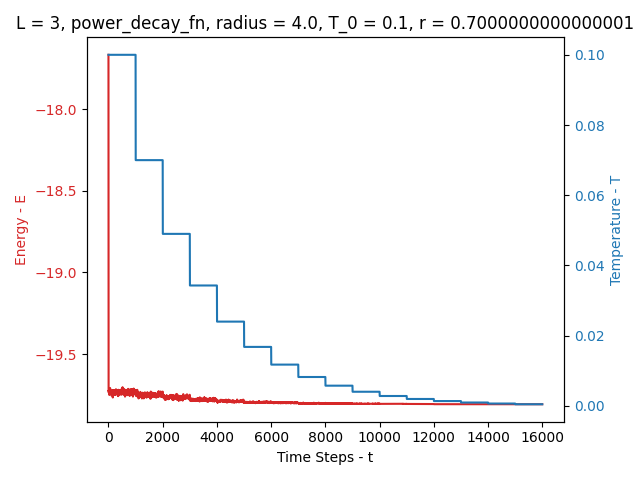 L = 3, power_decay_fn, radius = 4.0, T_0 = 0.1, r = 0.7000000000000001
−18.0
−18.5
−19.0
−19.5
Energy - E
0.10
0.08
0.06
0.04
0.02
0.00
Temperature - T
0 2000 4000 6000 8000 10000 12000 14000 16000
Time Steps - t